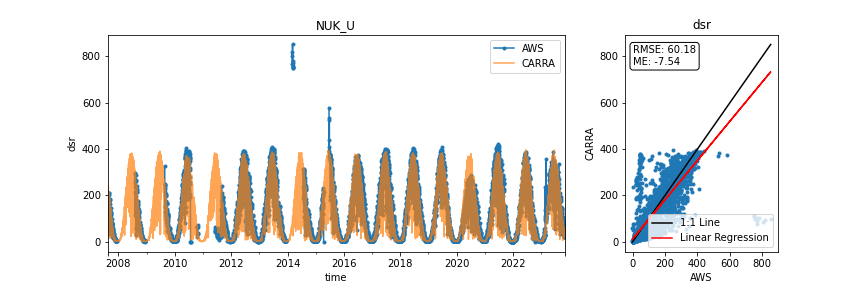 NUK_U
dsr
dsr
800
600
400
200
0
2008
2010
2012
2014
2016
2018
2020
2022
time
AWS
CARRA
dsr
RMSE: 60.18
ME: -7.54
CARRA
800
600
400
200
0
0
200
400
600
800
AWS
1:1 Line
Linear Regression